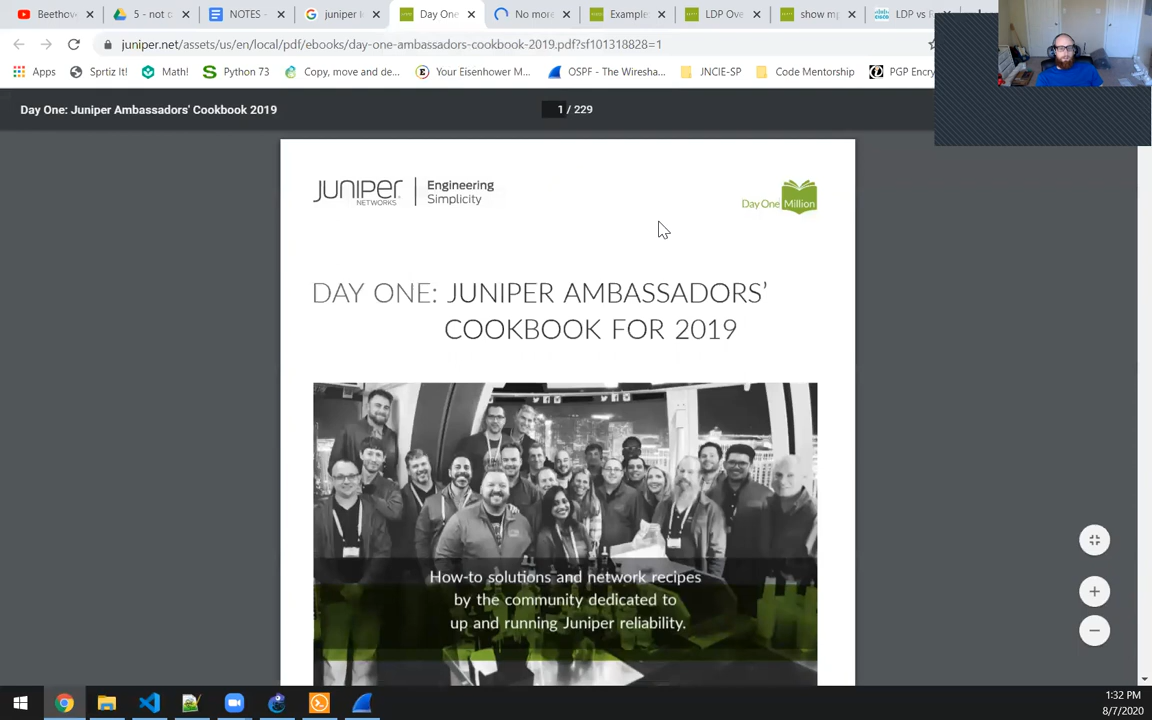 Beethov
5 - not
NOTES -
juniper
Day One
No more
Example:
LDP Ove
show mp
LDP vs
juniper.net/assets/us/en/local/pdf/ebooks/day-one-ambassadors-cookbook-2019.pdf?sf101318828=1
Apps
Sprtiz It!
Math!
Python 73
Copy, move and de...
Your Eisenhower M...
OSPF - The Wiresha...
JNCIE-SP
Code Mentorship
PGP Encry
Day One: Juniper Ambassadors' Cookbook 2019
1 / 229
JUNIPER NETWORKS
Engineering
Simplicity
Day One Million
DAY ONE: JUNIPER AMBASSADORS'
COOKBOOK FOR 2019
How-to solutions and network recipes
by the community dedicated to
up and running Juniper reliability.
1:32 PM
8/7/2020